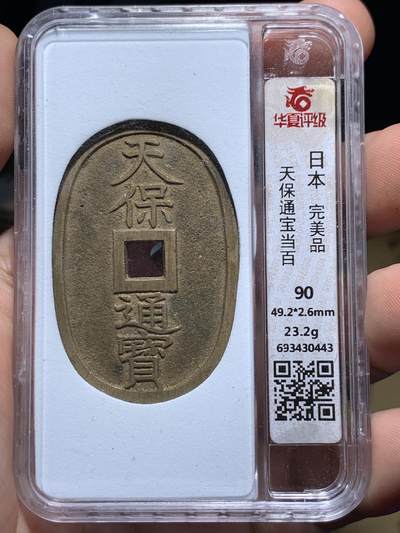 天保
通寳
华夏评级
日本 完美品
天保通宝当百
90
49.2*2.6mm
23.2g
693430443